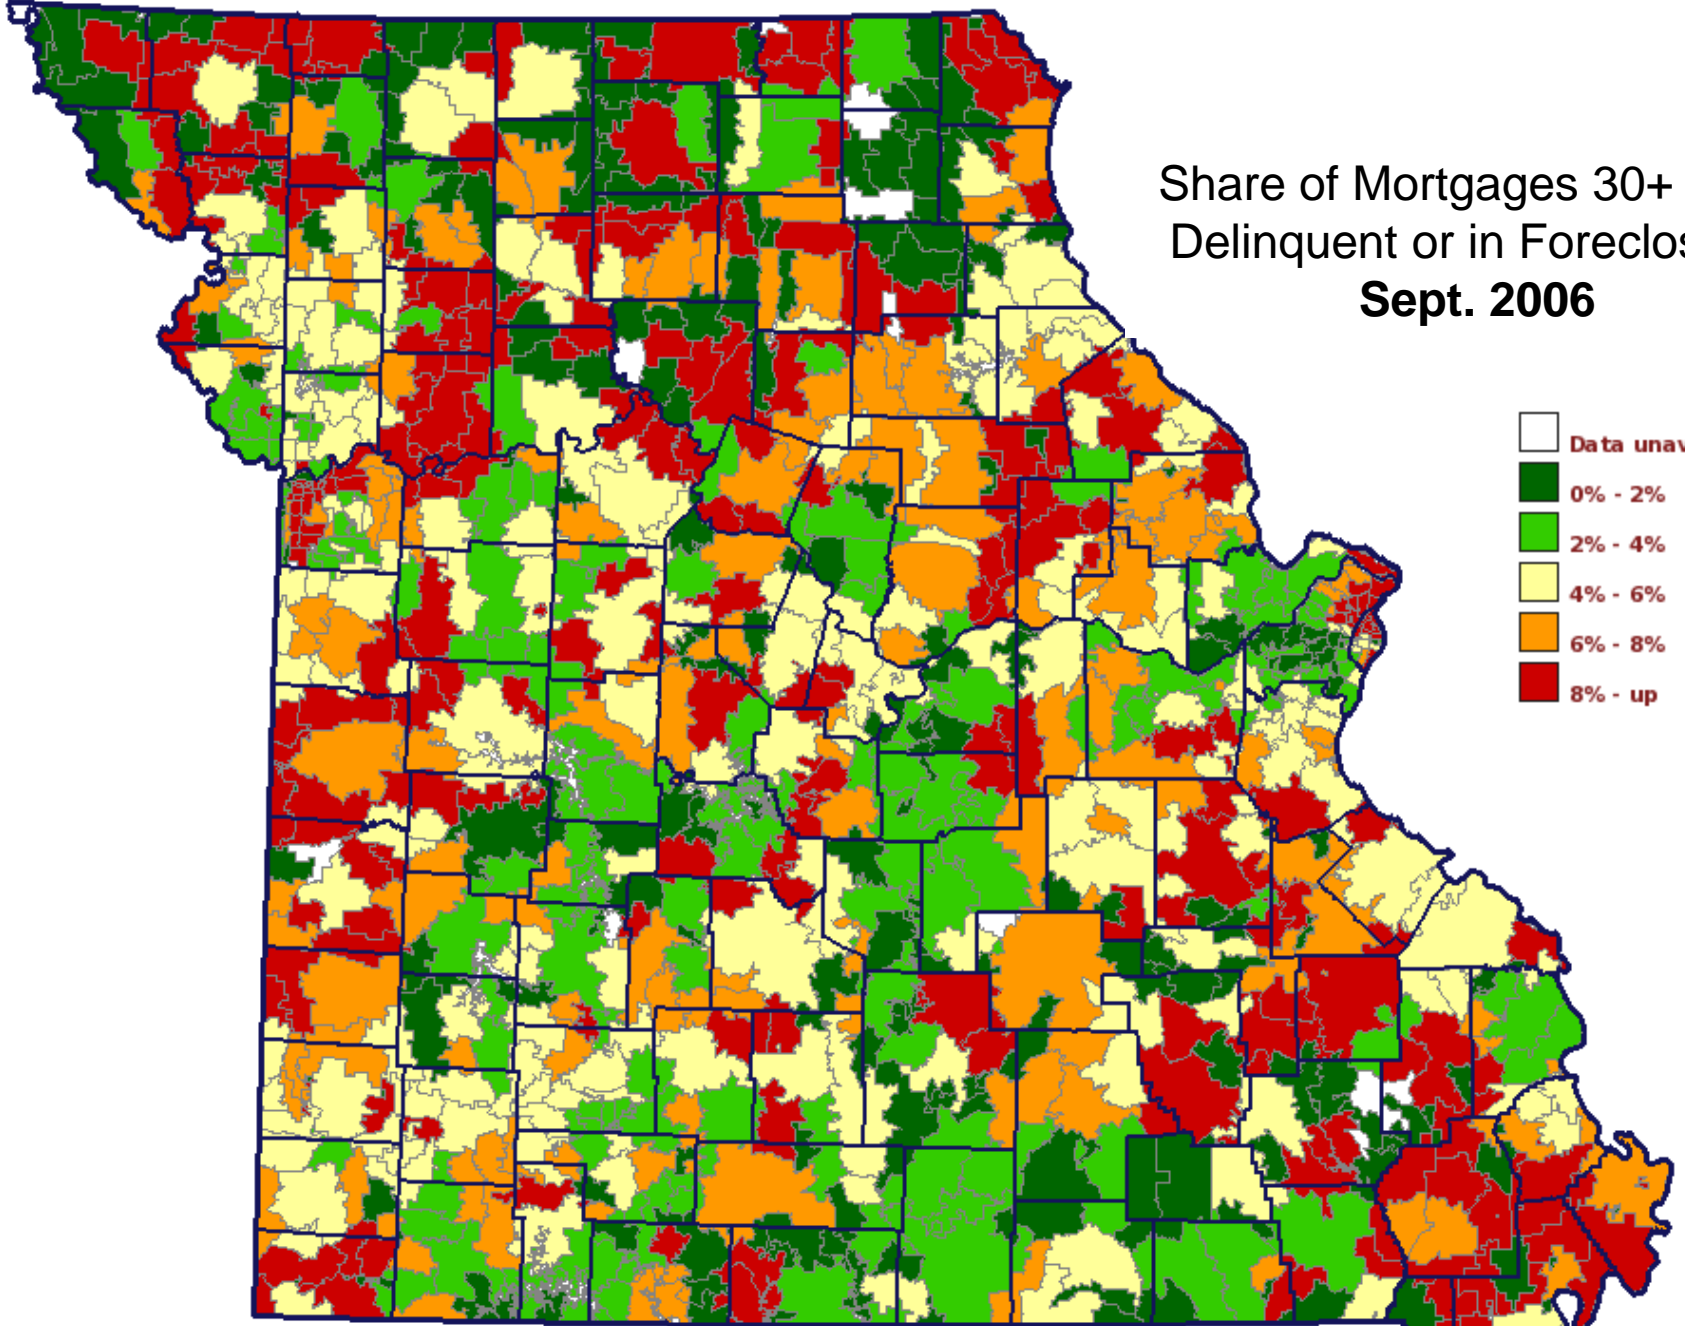 Share of Mortgages 30+
Delinquent or in Foreclos
Sept. 2006
Data unav
0% - 2%
2% - 4%
4% - 6%
6% - 8%
8% - up